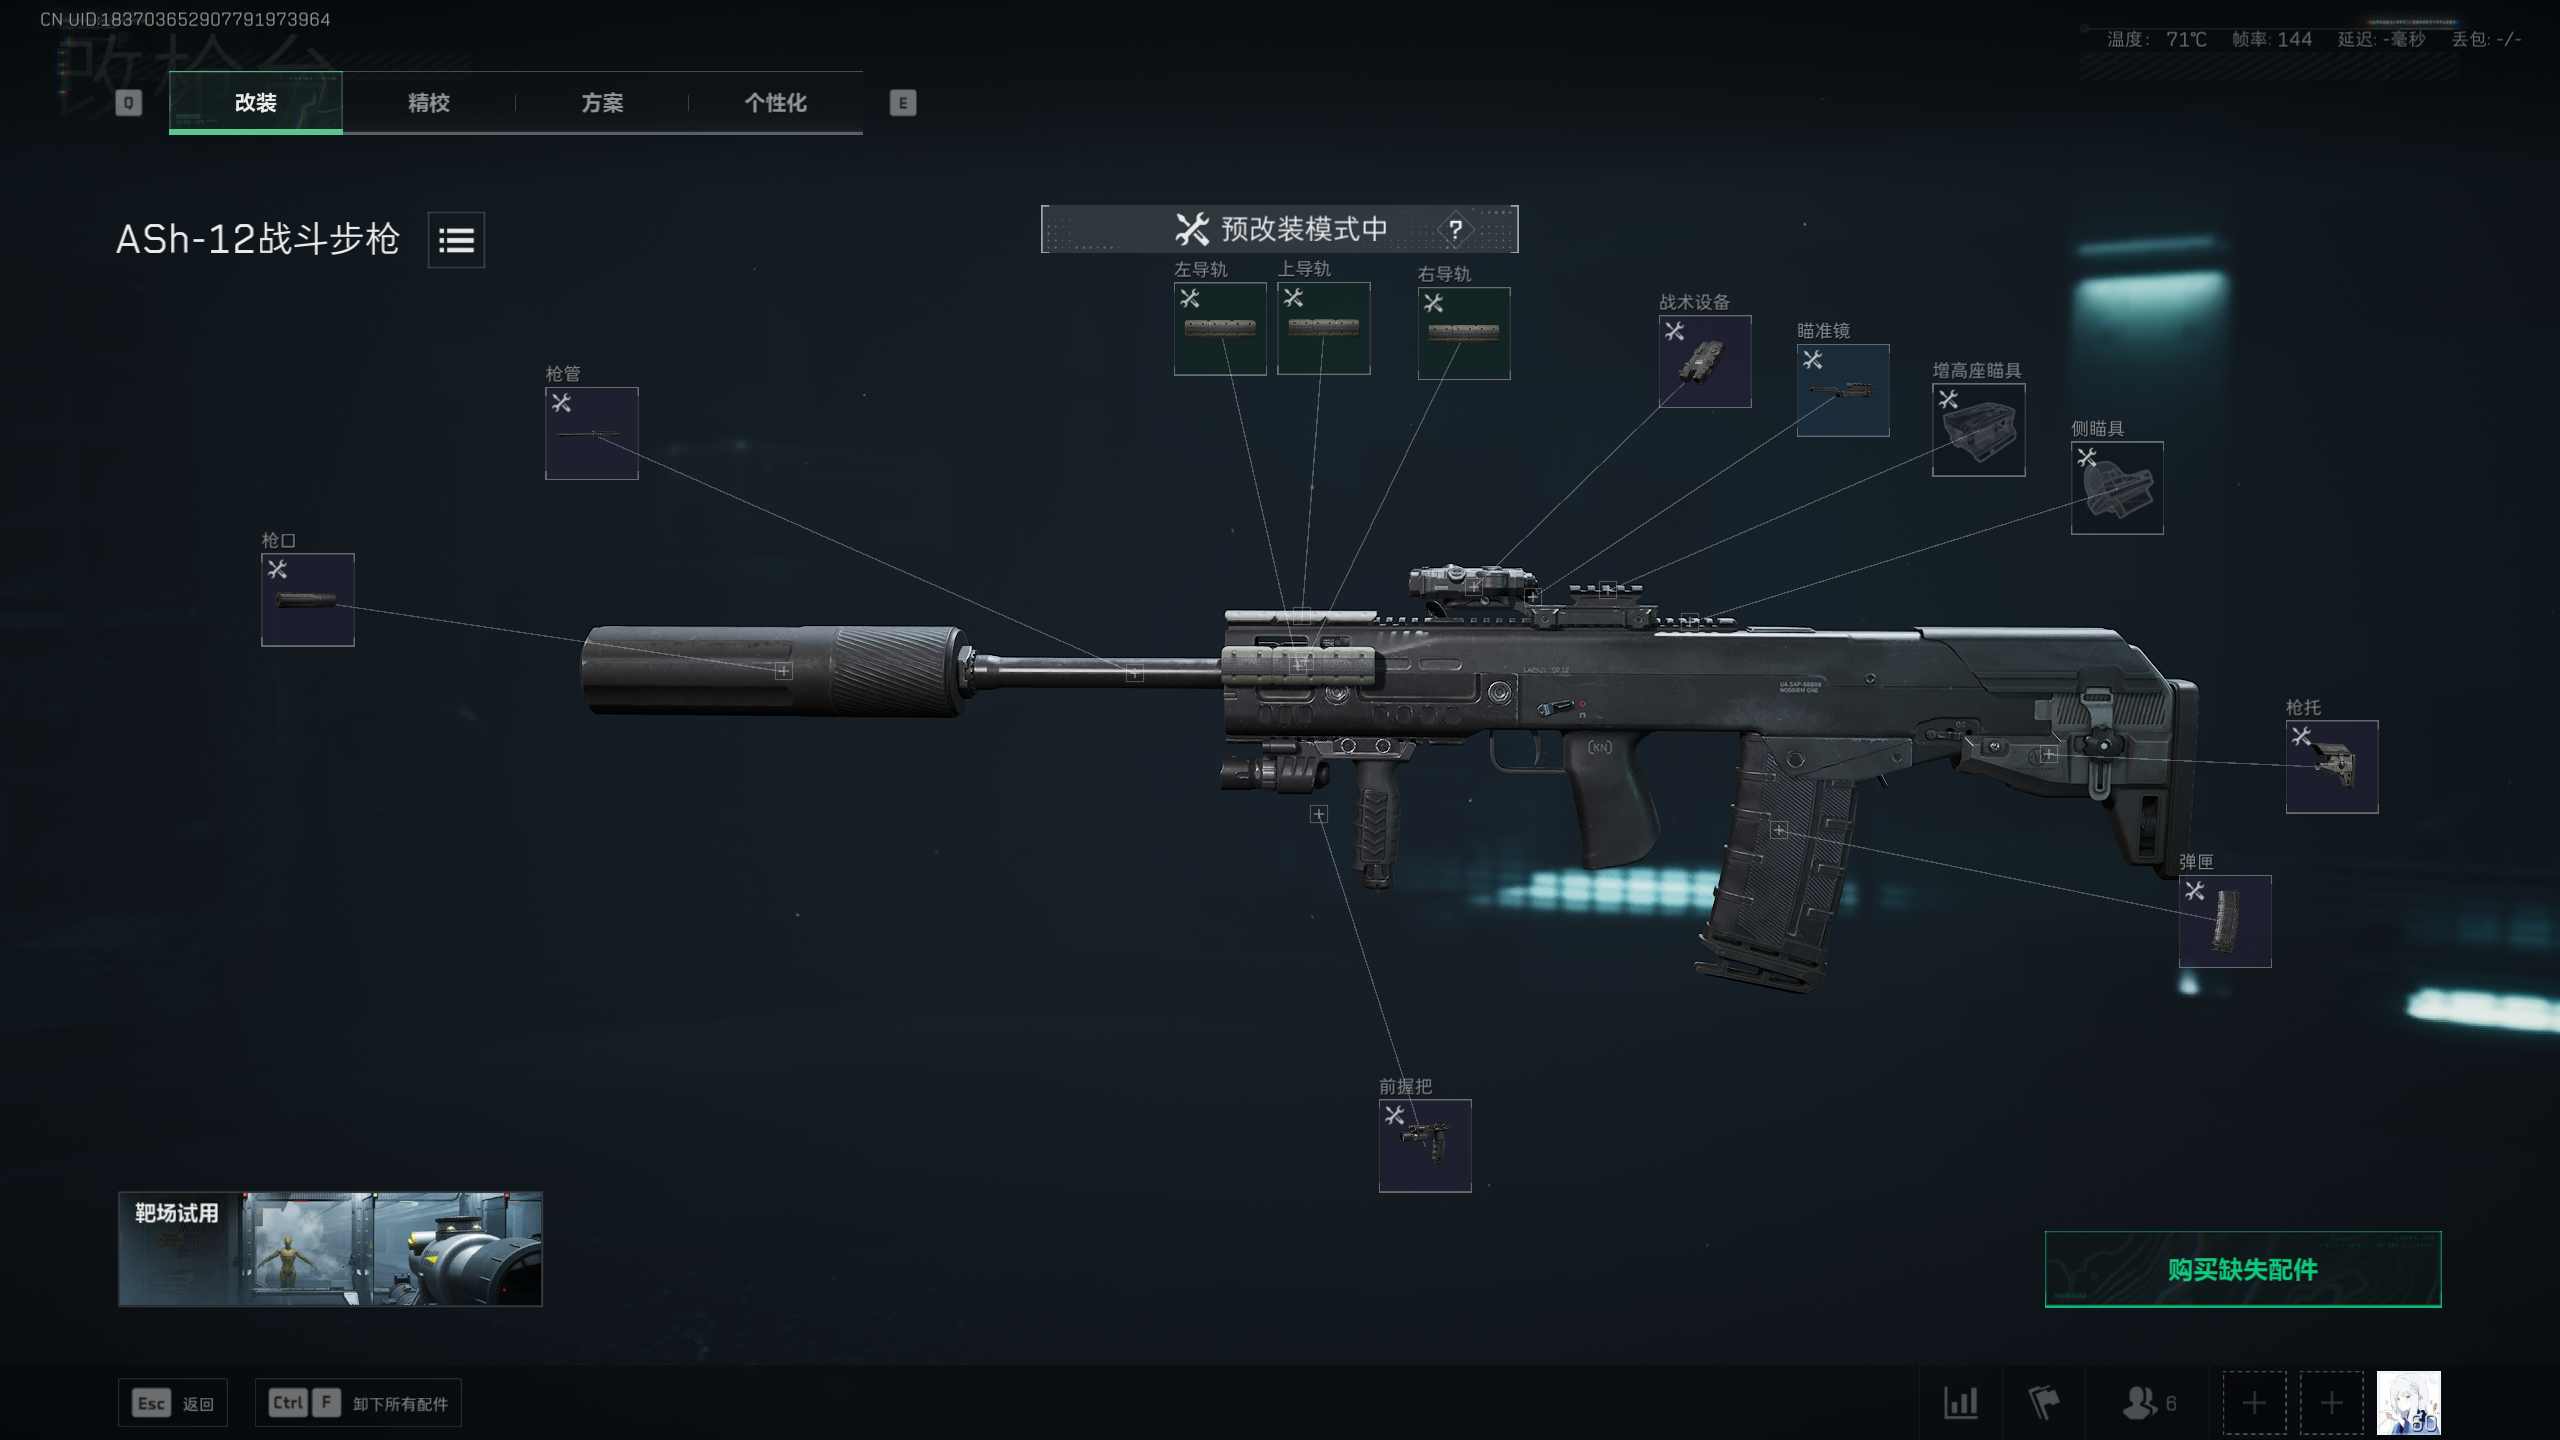 CN UID:183703652907791973964
改枪台
温度: 71℃ 帧率: 144 延迟: -毫秒 丢包: -/-
Q 改装 精校 方案 个性化 E
ASh-12战斗步枪
预改装模式中 ?
左导轨 上导轨 右导轨
战术设备
瞄准镜
增高座瞄具
枪管
侧瞄具
枪口
枪托
弹匣
前握把
(KN)
靶场试用
购买缺失配件
Esc 返回 Ctrl F 卸下所有配件
6
60